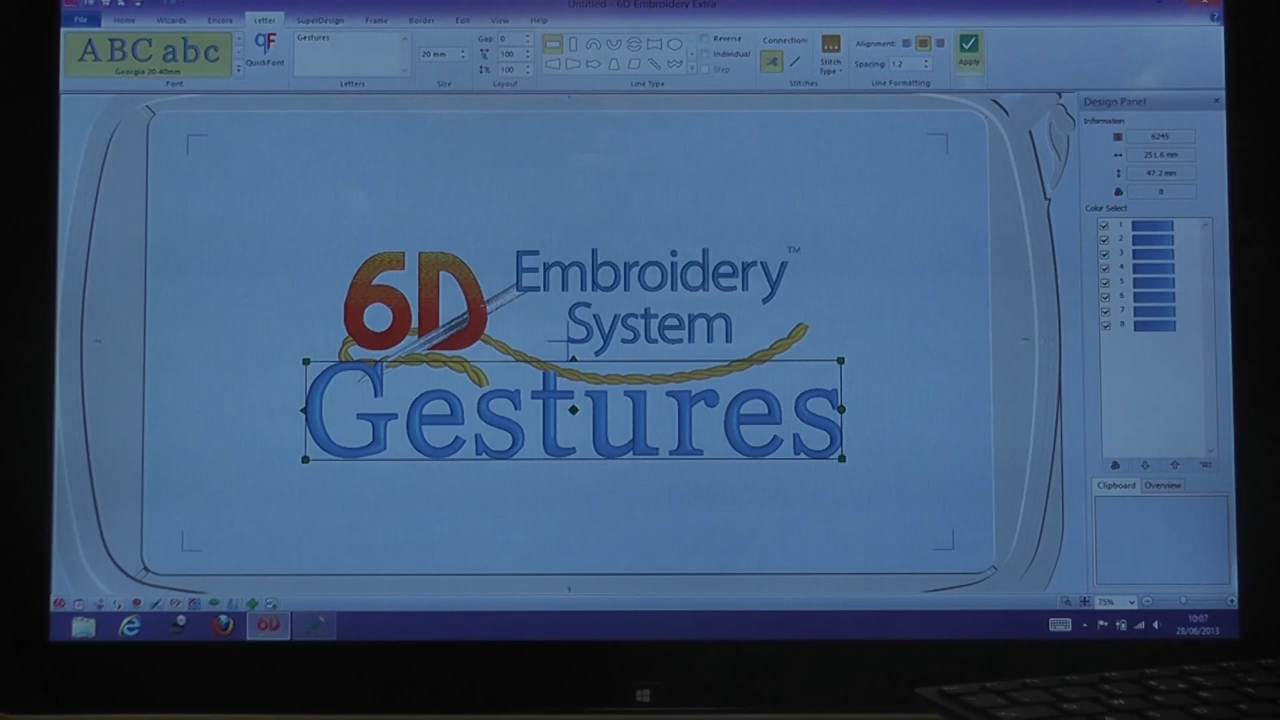 Untitled - 6D Embroidery Extra
File Home Wizards Encore Letter SuperDesign Frame Border Edit View Help
ABC abc
Georgia 20-40mm
Font
QuickFont
Gestures
Letters
20 mm
Size
Gap: 0
100
100
Layout
Line Type
Reverse
Individual
Step
Connection:
Stitch
Type
Stitches
Alignment:
Spacing: 1.2
Line Formatting
Apply
Design Panel
Information
6245
251.6 mm
47.2 mm
8
Color Select
1
2
3
4
5
6
7
8
Clipboard Overview
6D Embroidery™
System
Gestures
75%
6D
10:07
28/06/2013